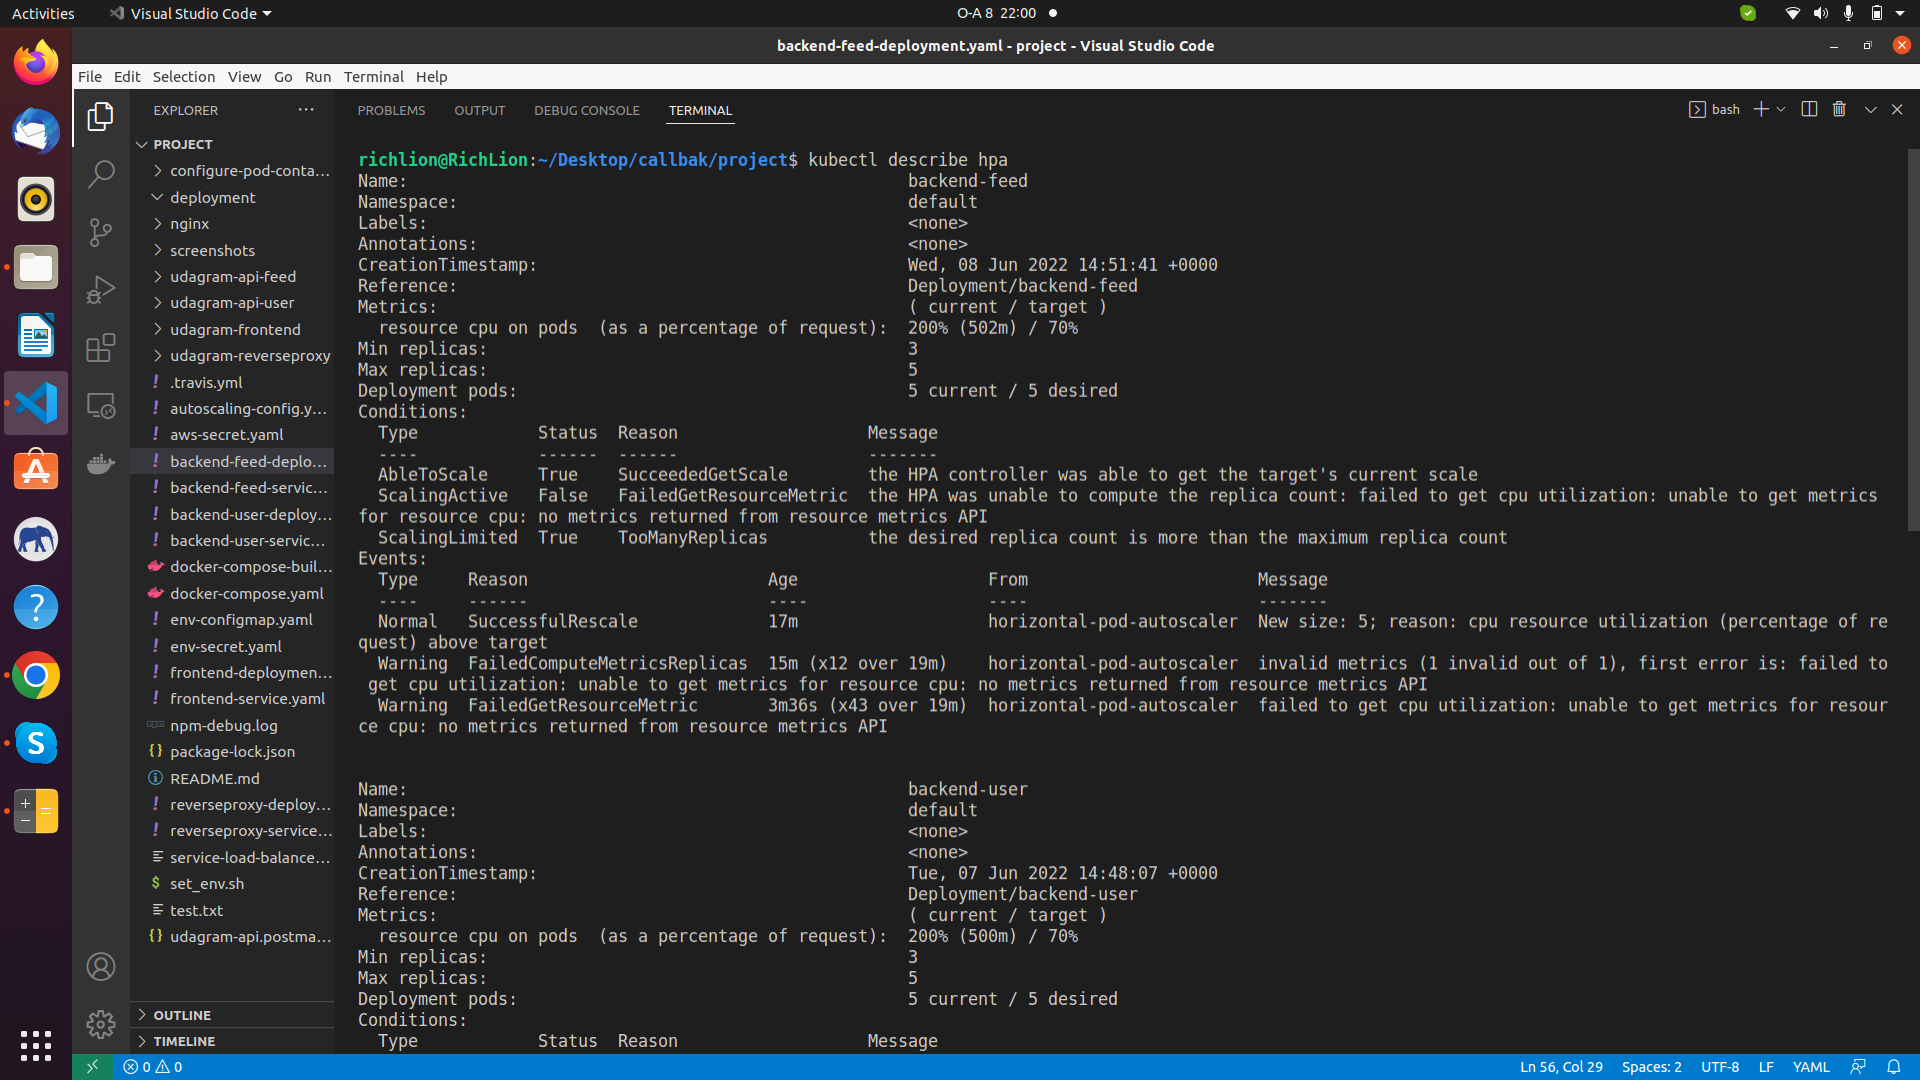 Activities
Visual Studio Code
O-A 8 22:00
backend-feed-deployment.yaml - project - Visual Studio Code
File Edit Selection View Go Run Terminal Help
EXPLORER
PROJECT
configure-pod-conta...
deployment
nginx
screenshots
udagram-api-feed
udagram-api-user
udagram-frontend
udagram-reverseproxy
.travis.yml
autoscaling-config.y...
aws-secret.yaml
backend-feed-deplo...
backend-feed-servic...
backend-user-deploy...
backend-user-servic...
docker-compose-buil...
docker-compose.yaml
env-configmap.yaml
env-secret.yaml
frontend-deploymen...
frontend-service.yaml
npm-debug.log
package-lock.json
README.md
reverseproxy-deploy...
reverseproxy-service...
service-load-balance...
set_env.sh
test.txt
udagram-api.postma...
OUTLINE
TIMELINE
PROBLEMS OUTPUT DEBUG CONSOLE TERMINAL
bash
richlion@RichLion:~/Desktop/callbak/project$ kubectl describe hpa
Name: backend-feed
Namespace: default
Labels: <none>
Annotations: <none>
CreationTimestamp: Wed, 08 Jun 2022 14:51:41 +0000
Reference: Deployment/backend-feed
Metrics: ( current / target )
resource cpu on pods (as a percentage of request): 200% (502m) / 70%
Min replicas: 3
Max replicas: 5
Deployment pods: 5 current / 5 desired
Conditions:
Type Status Reason Message
---- ------ ------ -------
AbleToScale True SucceededGetScale the HPA controller was able to get the target's current scale
ScalingActive False FailedGetResourceMetric the HPA was unable to compute the replica count: failed to get cpu utilization: unable to get metrics
for resource cpu: no metrics returned from resource metrics API
ScalingLimited True TooManyReplicas the desired replica count is more than the maximum replica count
Events:
Type Reason Age From Message
---- ------ ---- ---- -------
Normal SuccessfulRescale 17m horizontal-pod-autoscaler New size: 5; reason: cpu resource utilization (percentage of re
quest) above target
Warning FailedComputeMetricsReplicas 15m (x12 over 19m) horizontal-pod-autoscaler invalid metrics (1 invalid out of 1), first error is: failed to
get cpu utilization: unable to get metrics for resource cpu: no metrics returned from resource metrics API
Warning FailedGetResourceMetric 3m36s (x43 over 19m) horizontal-pod-autoscaler failed to get cpu utilization: unable to get metrics for resour
ce cpu: no metrics returned from resource metrics API
Name: backend-user
Namespace: default
Labels: <none>
Annotations: <none>
CreationTimestamp: Tue, 07 Jun 2022 14:48:07 +0000
Reference: Deployment/backend-user
Metrics: ( current / target )
resource cpu on pods (as a percentage of request): 200% (500m) / 70%
Min replicas: 3
Max replicas: 5
Deployment pods: 5 current / 5 desired
Conditions:
Type Status Reason Message
0 0
Ln 56, Col 29 Spaces: 2 UTF-8 LF YAML